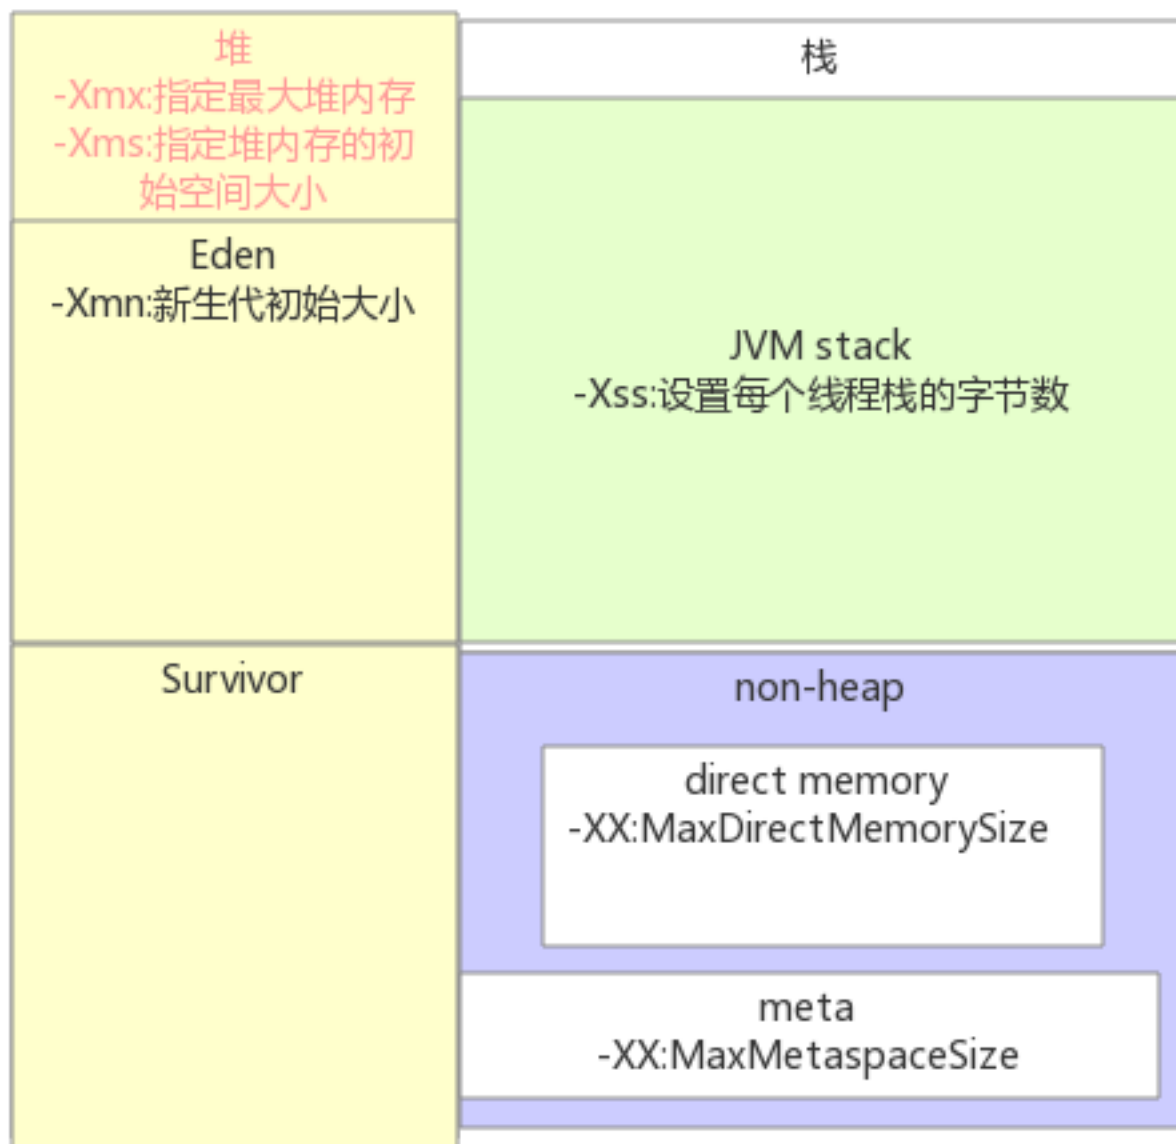 堆
-Xmx:指定最大堆内存
-Xms:指定堆内存的初
始空间大小
Eden
-Xmn:新生代初始大小
Survivor
栈
JVM stack
-Xss:设置每个线程栈的字节数
non-heap
direct memory
-XX:MaxDirectMemorySize
meta
-XX:MaxMetaspaceSize